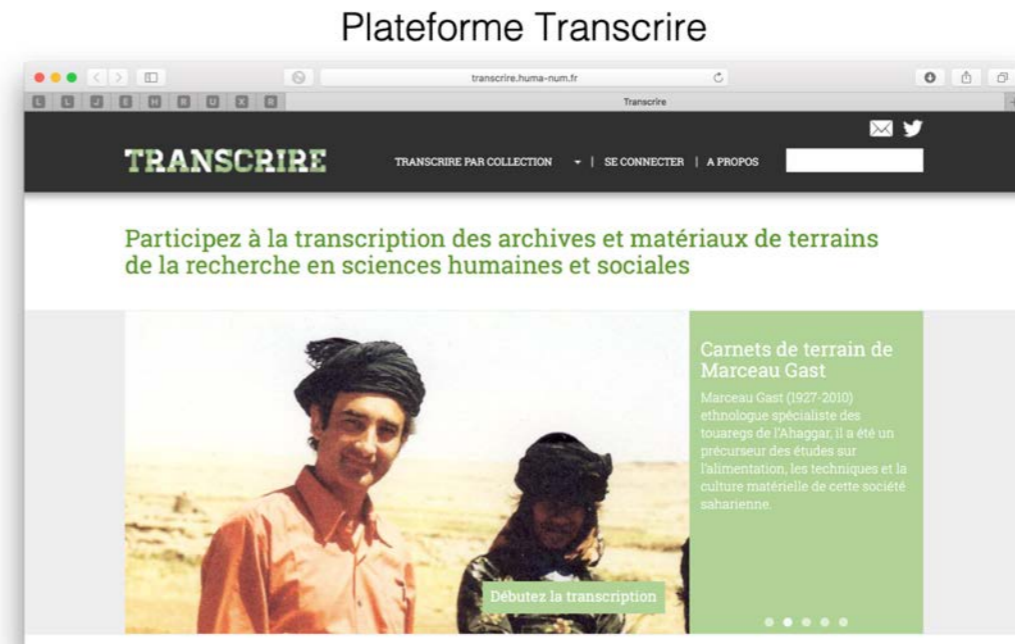 Plateforme Transcrire
transcrire.huma-num.fr
L L J E H B U X R
Transcrire
TRANSCRIRE
TRANSCRIRE PAR COLLECTION | SE CONNECTER | A PROPOS
Participez à la transcription des archives et matériaux de terrains
de la recherche en sciences humaines et sociales
Carnets de terrain de
Marceau Gast
Marceau Gast (1927-2010)
ethnologue spécialiste des
touaregs de l'Ahaggar, il a été un
précurseur des études sur
l'alimentation, les techniques et la
culture matérielle de cette société
saharienne.
Débutez la transcription